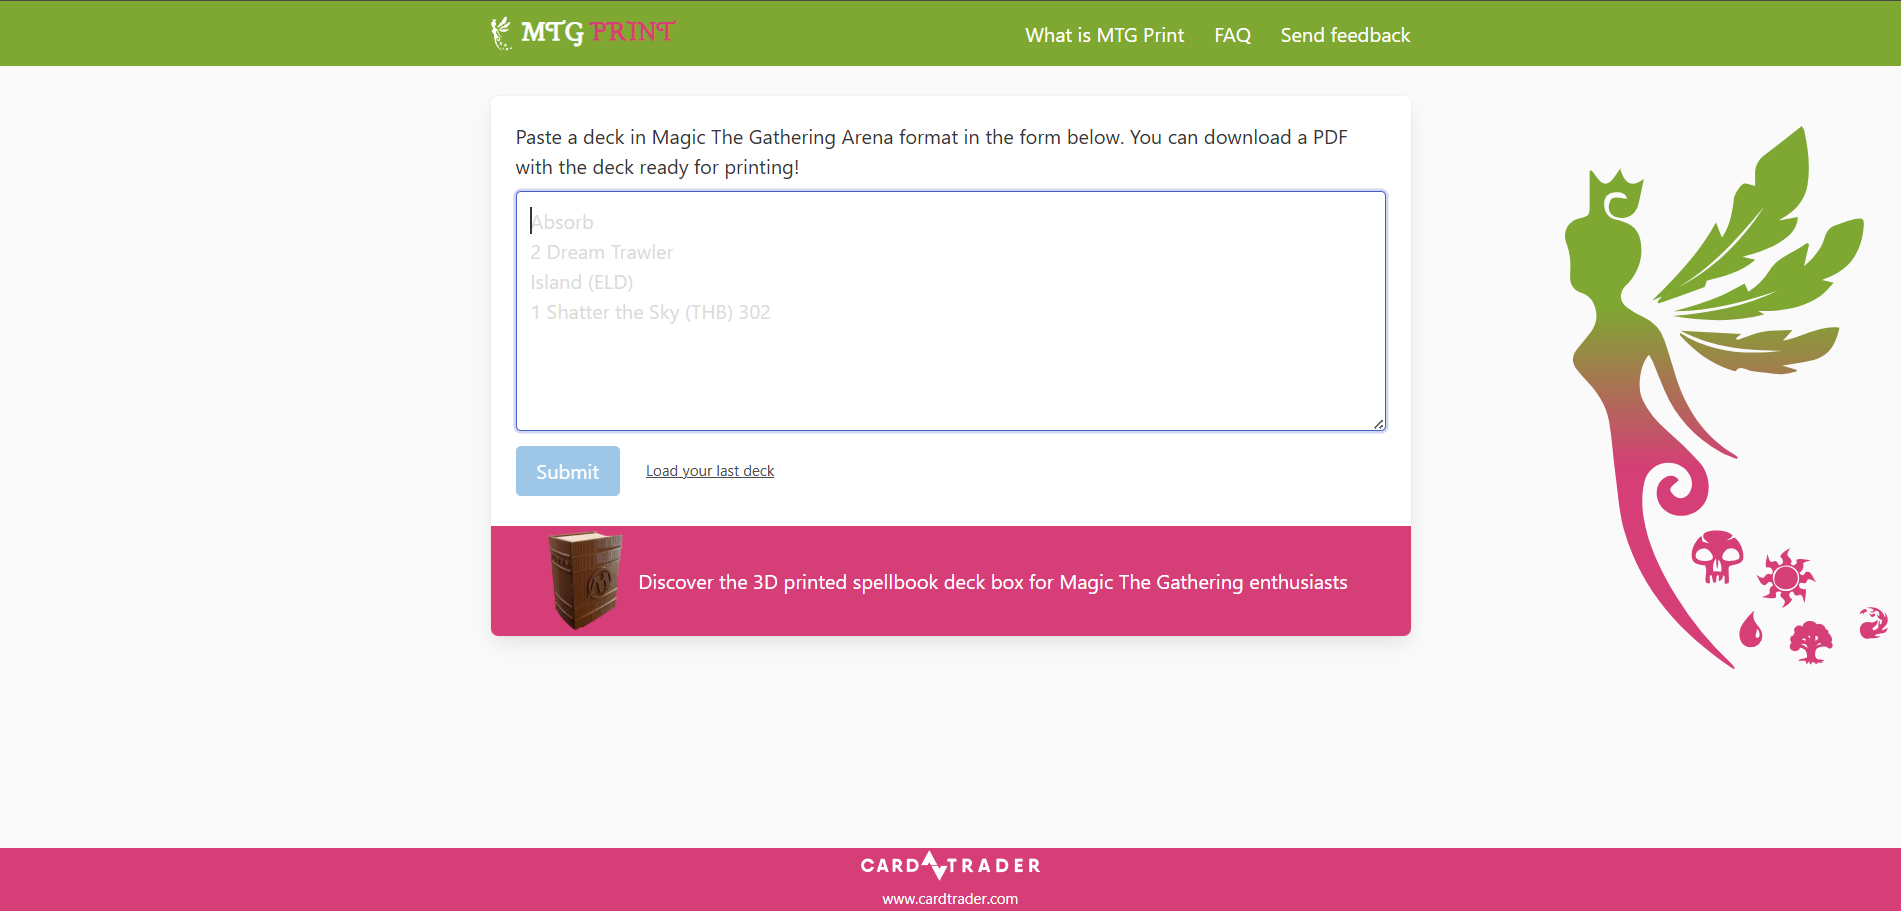 MTG PRINT
What is MTG Print
FAQ
Send feedback
Paste a deck in Magic The Gathering Arena format in the form below. You can download a PDF
with the deck ready for printing!
Absorb
2 Dream Trawler
Island (ELD)
1 Shatter the Sky (THB) 302
Submit
Load your last deck
Discover the 3D printed spellbook deck box for Magic The Gathering enthusiasts
CARD TRADER
www.cardtrader.com